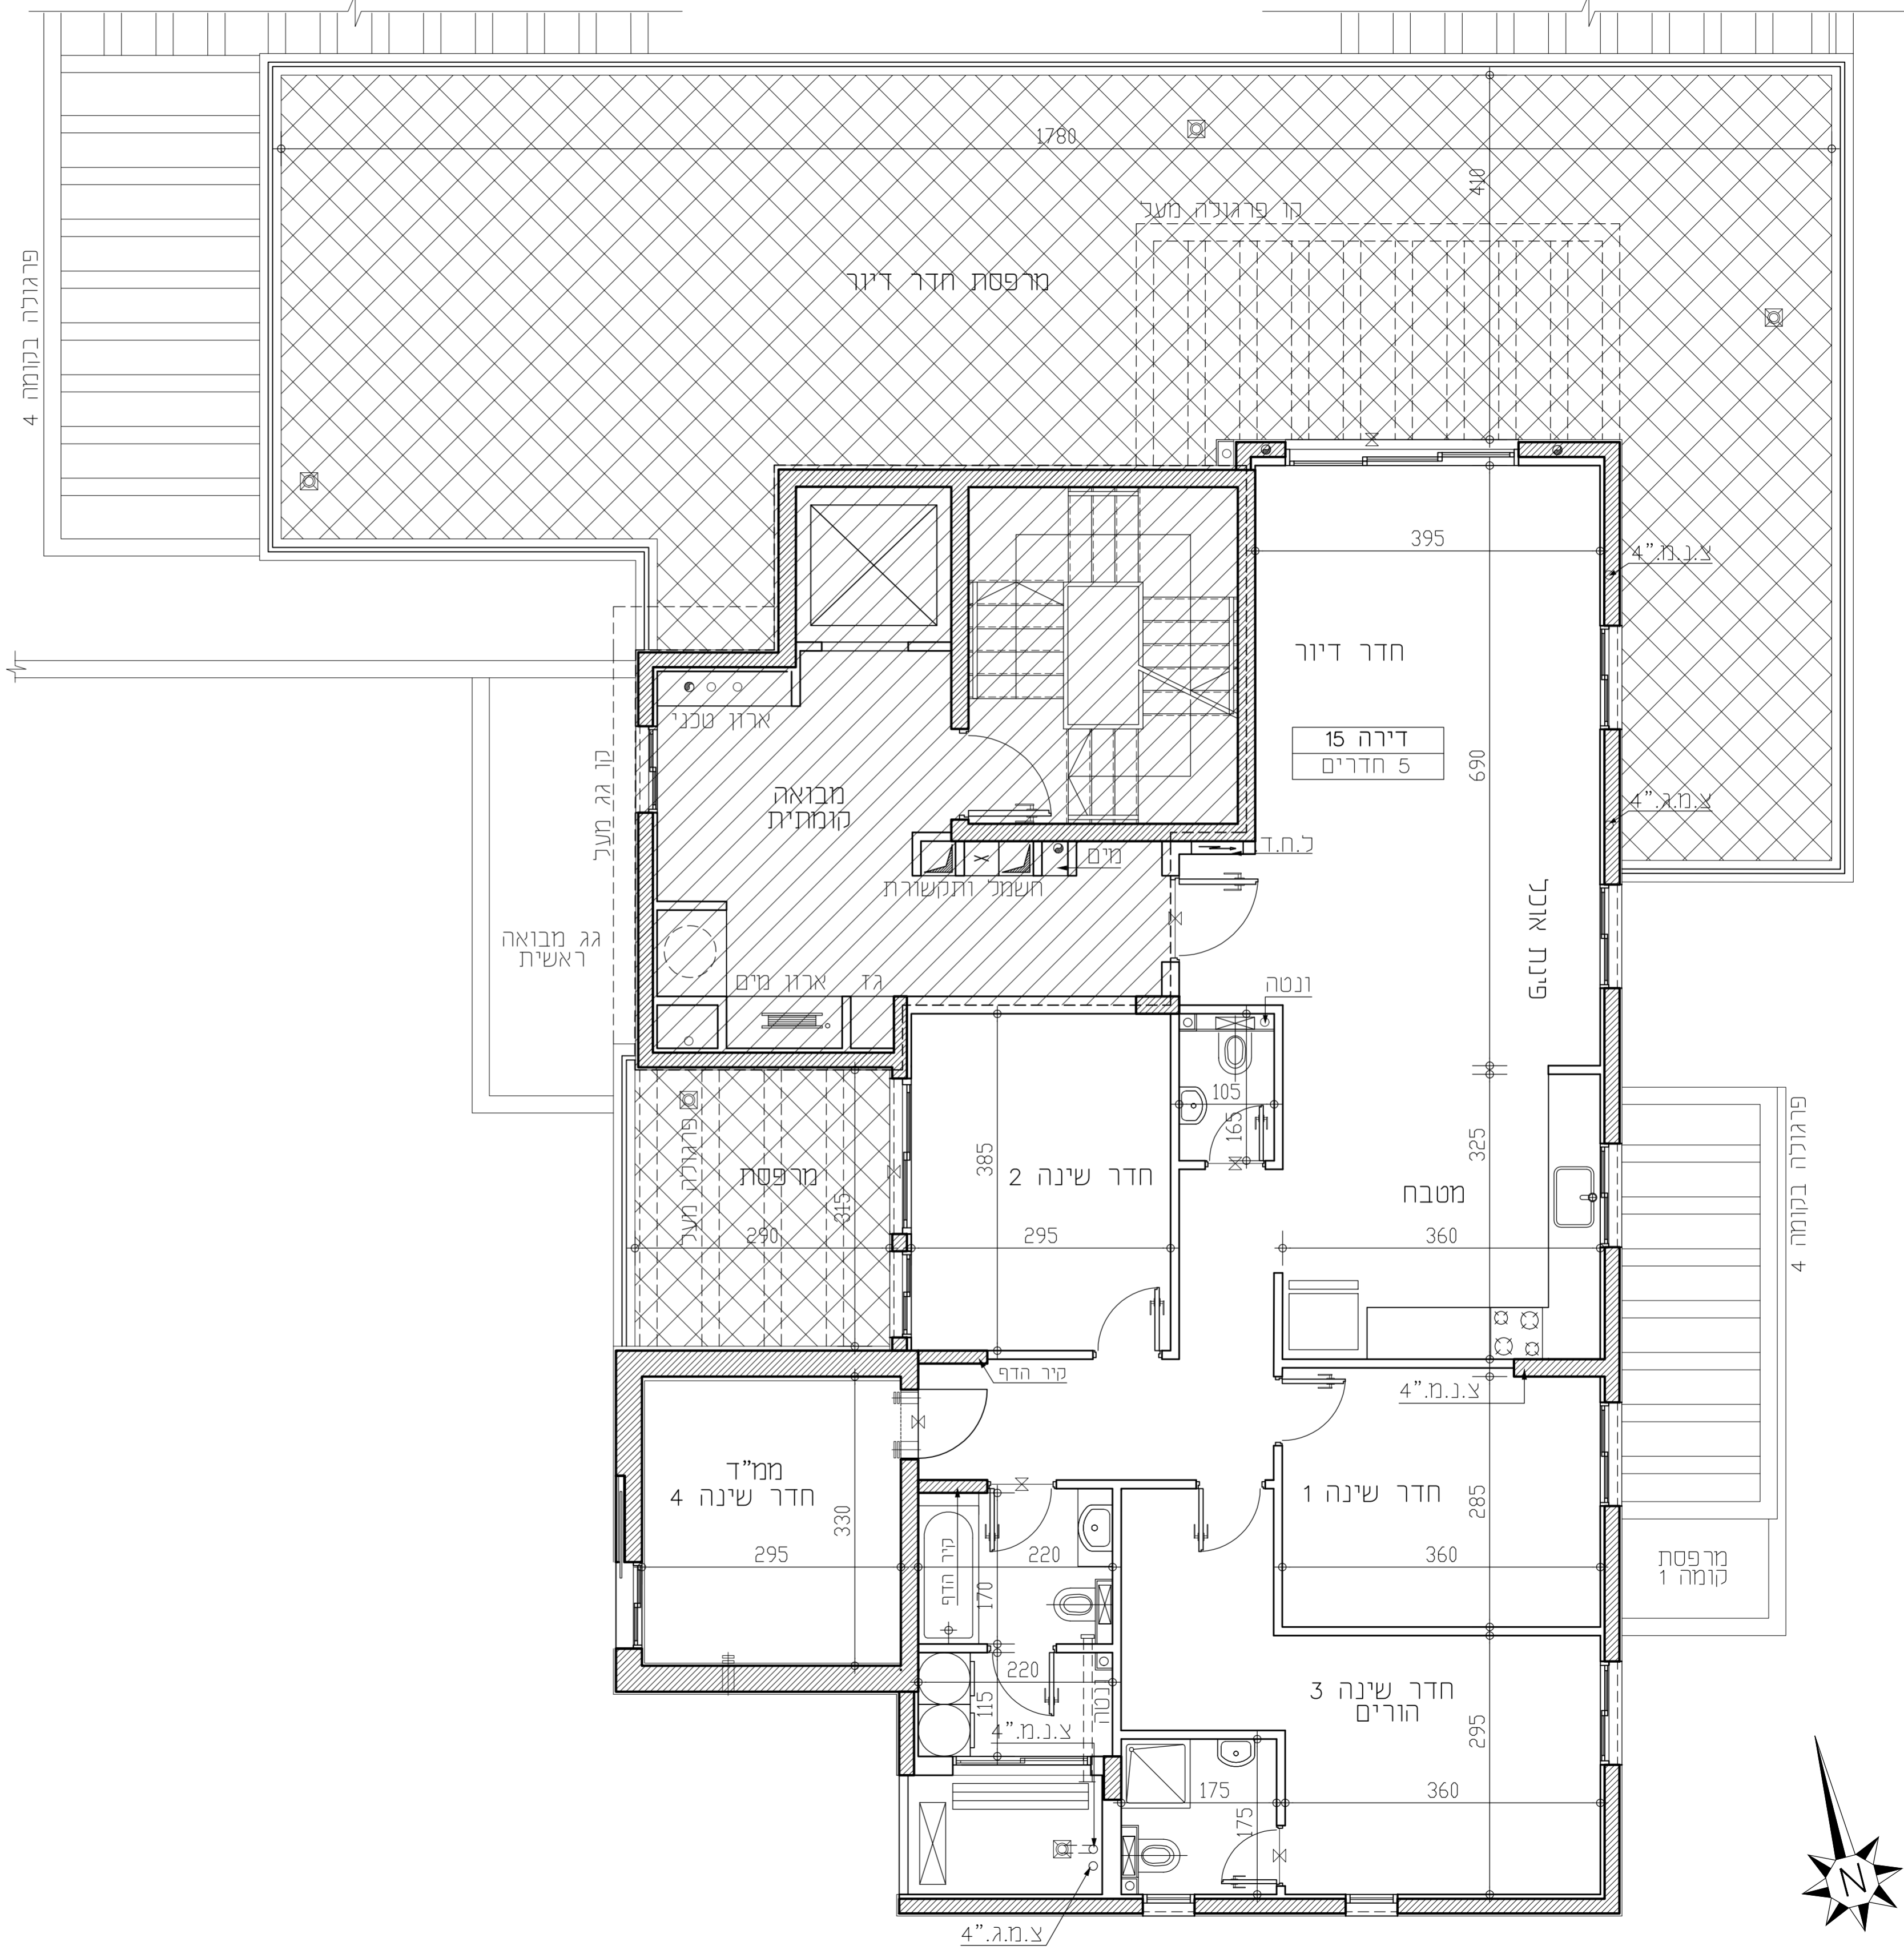 1780
410
קו פרגולה מעל
מרפסת חדר דיור
פרגולה בקומה 4
395
צ.נ.מ.”4
חדר דיור
ארון טכני
דירה 15
5 חדרים
690
קו גג מעל
מבואה
קומתית
צ.מ.ג.”4
ל.ח.ד
מים
חשמל ותקשורת
פינת אוכל
גג מבואה
ראשית
ארון מים
גז
ונטה
105
165
פרגולה מעל
מרפסת
315
290
385
חדר שינה 2
295
325
מטבח
360
פרגולה בקומה 4
קיר הדף
צ.נ.מ.”4
ממ”ד
חדר שינה 4
330
295
קיר הדף
220
170
חדר שינה 1
285
360
מרפסת
קומה 1
220
115
ונטה
צ.נ.מ.”4
חדר שינה 3
הורים
295
175
175
360
צ.מ.ג.”4
N